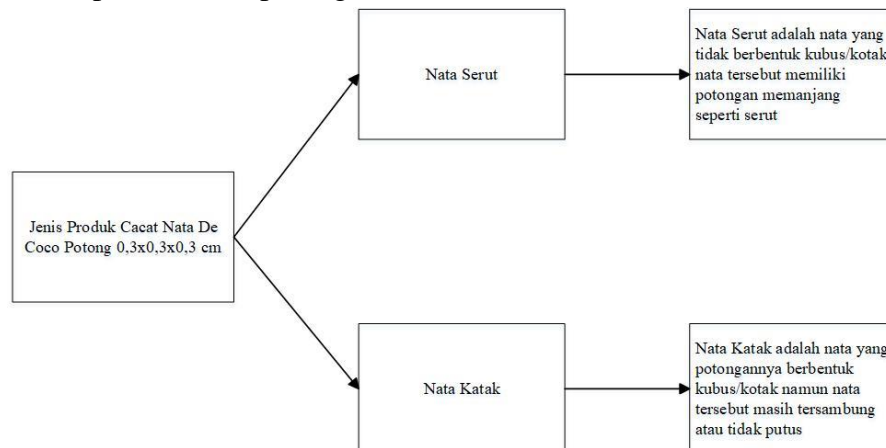 Nata Serut adalah nata yang
tidak berbentuk kubus/kotak
nata tersebut memiliki
potongan memanjang
seperti serut
Nata Serut
Jenis Produk Cacat Nata De
Coco Potong 0,3x0,3x0,3 cm
Nata Katak adalah nata yang
potongannya berbentuk
kubus/kotak namun nata
tersebut masih tersambung
atau tidak putus
Nata Katak